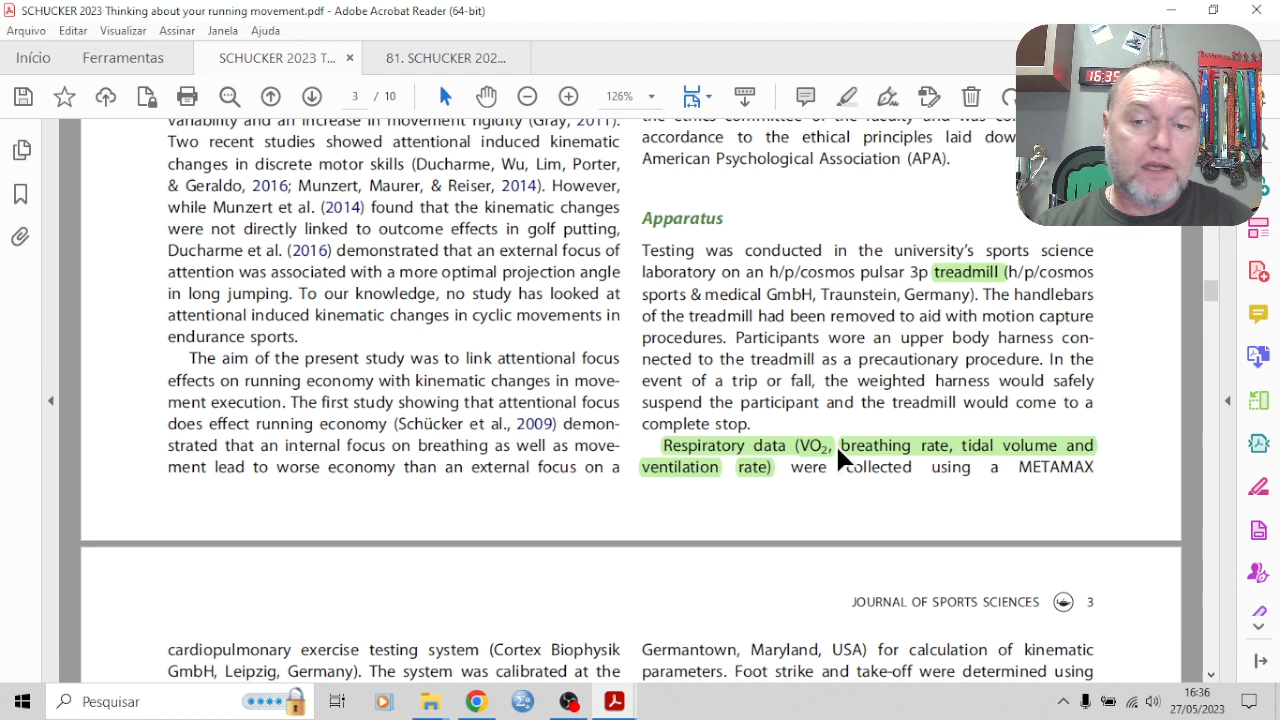 SCHUCKER 2023 Thinking about your running movement.pdf - Adobe Acrobat Reader (64-bit)
Arquivo Editar Visualizar Assinar Janela Ajuda
Início Ferramentas SCHUCKER 2023 T... × 81. SCHUCKER 202...
3 / 10 126%
16:35
variability and an increase in movement rigidity (Gray, 2011).
Two recent studies showed attentional induced kinematic
changes in discrete motor skills (Ducharme, Wu, Lim, Porter,
& Geraldo, 2016; Munzert, Maurer, & Reiser, 2014). However,
while Munzert et al. (2014) found that the kinematic changes
were not directly linked to outcome effects in golf putting,
Ducharme et al. (2016) demonstrated that an external focus of
attention was associated with a more optimal projection angle
in long jumping. To our knowledge, no study has looked at
attentional induced kinematic changes in cyclic movements in
endurance sports.
The aim of the present study was to link attentional focus
effects on running economy with kinematic changes in move-
ment execution. The first study showing that attentional focus
does effect running economy (Schücker et al., 2009) demon-
strated that an internal focus on breathing as well as move-
ment lead to worse economy than an external focus on a
the ethics committee of the faculty and was
accordance to the ethical principles laid
American Psychological Association (APA).
Apparatus
Testing was conducted in the university's sports science
laboratory on an h/p/cosmos pulsar 3p treadmill (h/p/cosmos
sports & medical GmbH, Traunstein, Germany). The handlebars
of the treadmill had been removed to aid with motion capture
procedures. Participants wore an upper body harness con-
nected to the treadmill as a precautionary procedure. In the
event of a trip or fall, the weighted harness would safely
suspend the participant and the treadmill would come to a
complete stop.
Respiratory data (VO₂, breathing rate, tidal volume and
ventilation rate) were collected using a METAMAX
JOURNAL OF SPORTS SCIENCES 3
cardiopulmonary exercise testing system (Cortex Biophysik
GmbH, Leipzig, Germany). The system was calibrated at the
Germantown, Maryland, USA) for calculation of kinematic
parameters. Foot strike and take-off were determined using
Pesquisar
16:36
27/05/2023